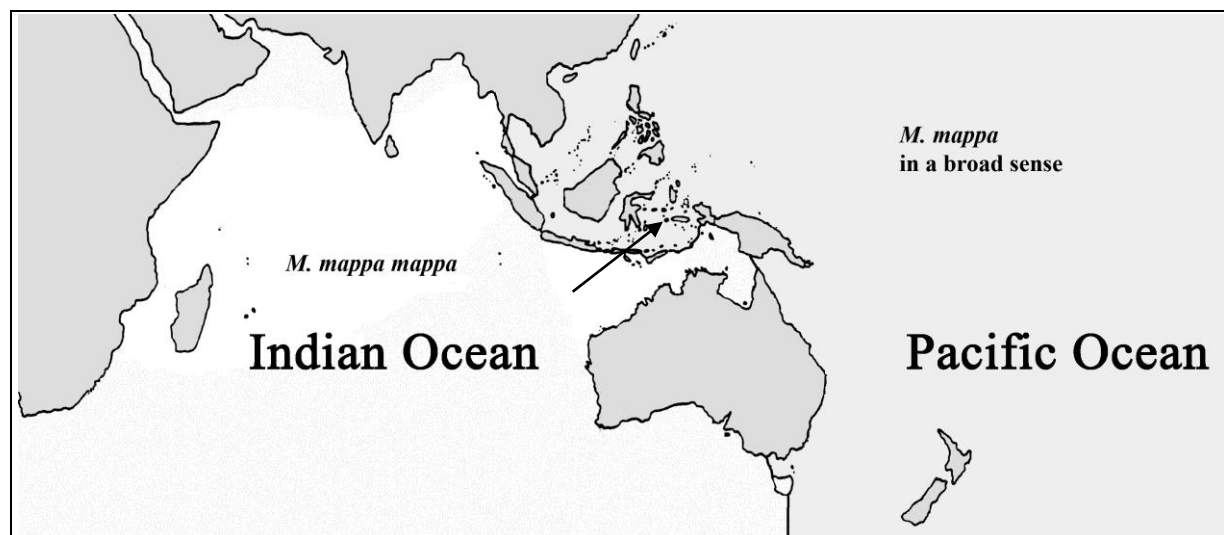 M. mappa
in a broad sense
M. mappa mappa
Indian Ocean
Pacific Ocean